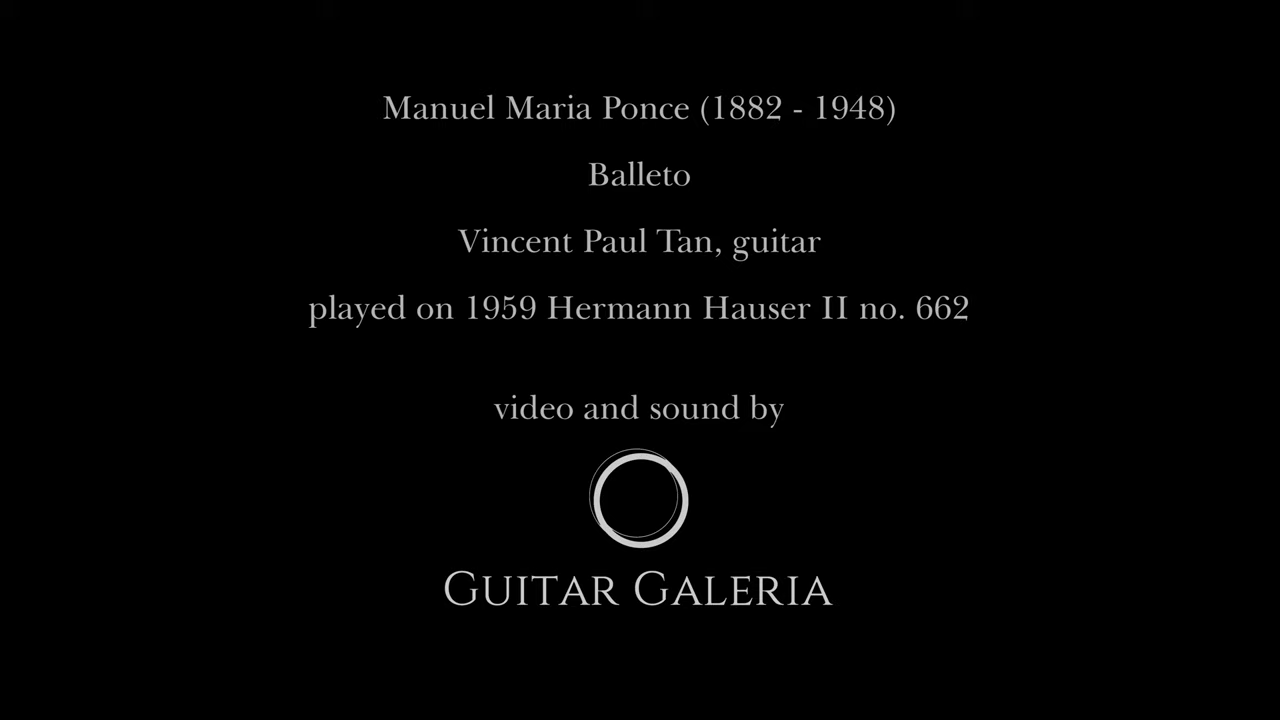 Manuel Maria Ponce (1882 - 1948)
Balleto
Vincent Paul Tan, guitar
played on 1959 Hermann Hauser II no. 662
video and sound by
GUITAR GALERIA